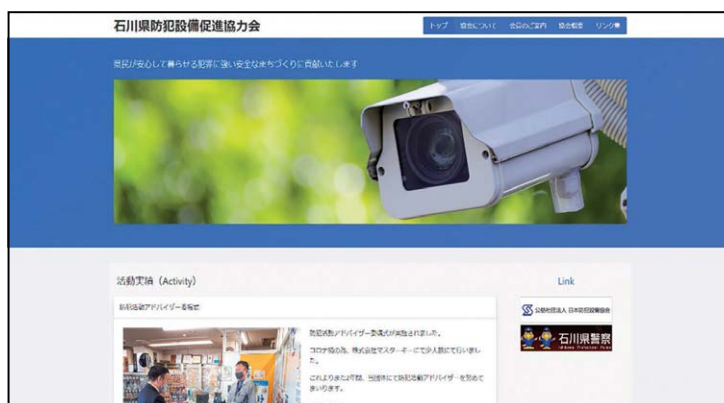 石川県防犯設備促進協力会
トップ 協会について 会員のご案内 協会概要 リンク集
県民が安心して暮らせる犯罪に強い安全なまちづくりに貢献いたします
活動実績 (Activity)
Link
防犯活動アドバイザー委嘱式
防犯活動アドバイザー委嘱式が実施されました。
公益社団法人 日本防犯設備協会
コロナ禍の為、株式会社マスターキーにて少人数にて行いまし
た。
石川県警察
Ishikawa Prefectural Police
これよりまた2年間、当団体にて防犯活動アドバイザーを努めて
まいります。